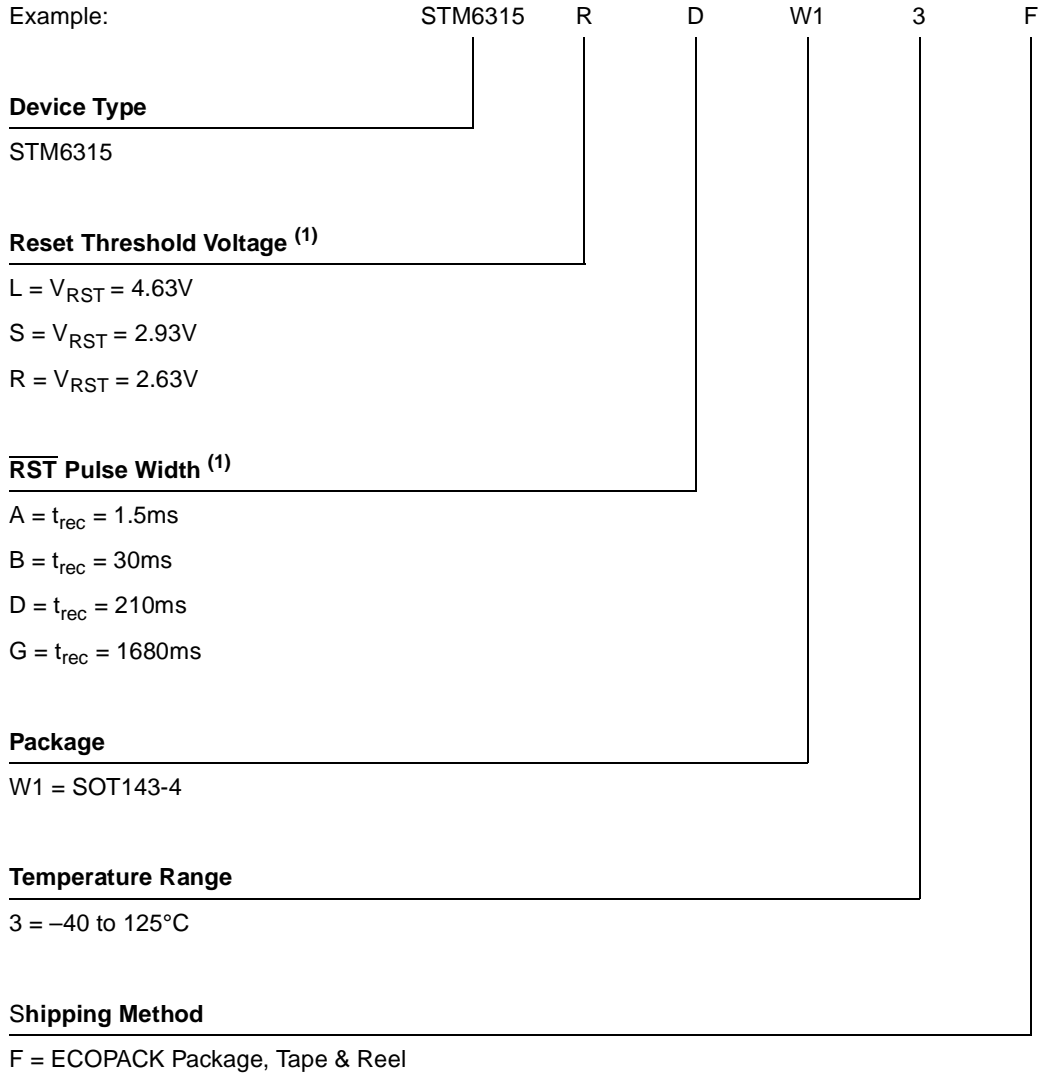 Example: STM6315 R D W1 3 F
Device Type
STM6315
Reset Threshold Voltage (1)
L = VRST = 4.63V
S = VRST = 2.93V
R = VRST = 2.63V
R̅S̅T̅ Pulse Width (1)
A = trec = 1.5ms
B = trec = 30ms
D = trec = 210ms
G = trec = 1680ms
Package
W1 = SOT143-4
Temperature Range
3 = –40 to 125°C
Shipping Method
F = ECOPACK Package, Tape & Reel